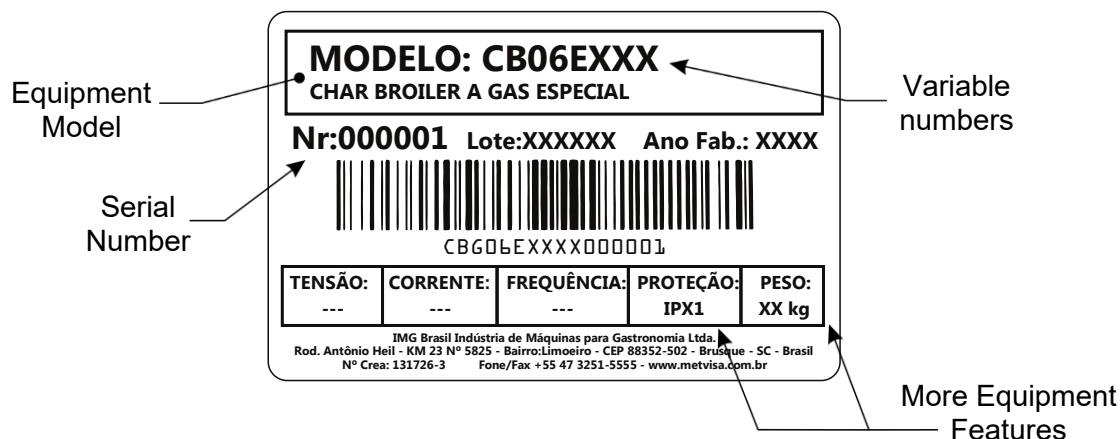 MODELO: CB06EXXX
CHAR BROILER A GAS ESPECIAL
Equipment
Model
Variable
numbers
Nr:000001 Lote:XXXXXX Ano Fab.: XXXX
Serial
Number
CBG06EXXXX000001
TENSÃO: CORRENTE: FREQUÊNCIA: PROTEÇÃO: PESO:
--- --- --- IPX1 XX kg
IMG Brasil Indústria de Máquinas para Gastronomia Ltda.
Rod. Antônio Heil - KM 23 Nº 5825 - Bairro:Limoeiro - CEP 88352-502 - Brusque - SC - Brasil
Nº Crea: 131726-3 Fone/Fax +55 47 3251-5555 - www.metvisa.com.br
More Equipment
Features